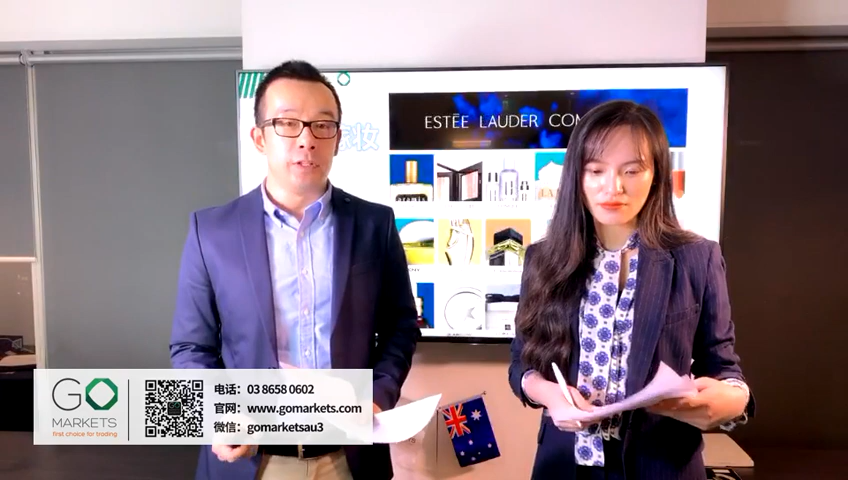 妆
ESTĒE LAUDER COM
GO
MARKETS
first choice for trading
电话：03 8658 0602
官网：www.gomarkets.com
微信：gomarketsau3